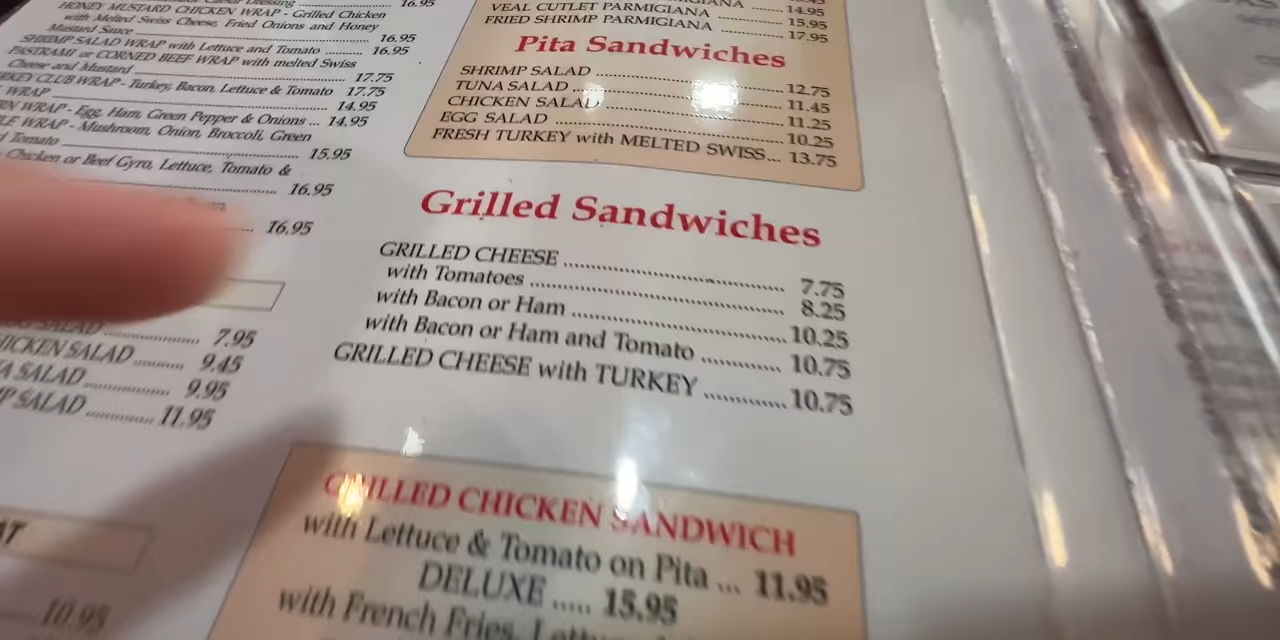 Dressing ........ 16.95
HONEY MUSTARD CHICKEN WRAP - Grilled Chicken
with Melted Swiss Cheese, Fried Onions and Honey
Mustard Sauce ........ 16.95
SHRIMP SALAD WRAP with Lettuce and Tomato .......... 16.95
PASTRAMI or CORNED BEEF WRAP with melted Swiss
Cheese and Mustard ........ 17.75
CLUB WRAP - Turkey, Bacon, Lettuce & Tomato 17.75
WRAP ........ 14.95
WRAP - Egg, Ham, Green Pepper & Onions ... 14.95
WRAP - Mushroom, Onion, Broccoli, Green
Tomato ........ 15.95
- Chicken or Beef Gyro, Lettuce, Tomato &
........ 16.95
........ 16.95
SALAD ........ 7.95
CHICKEN SALAD .......... 9.45
SALAD ........ 9.95
SALAD ............. 11.95
10.95
VEAL CUTLET PARMIGIANA ........ 15.95
FRIED SHRIMP PARMIGIANA ........ 17.95
Pita Sandwiches
SHRIMP SALAD ........ 12.75
TUNA SALAD ........ 11.45
CHICKEN SALAD ........ 11.25
EGG SALAD ........ 10.25
FRESH TURKEY with MELTED SWISS... 13.75
Grilled Sandwiches
GRILLED CHEESE ........ 7.75
with Tomatoes ........ 8.25
with Bacon or Ham ........ 10.25
with Bacon or Ham and Tomato ............. 10.75
GRILLED CHEESE with TURKEY ............. 10.75
GRILLED CHICKEN SANDWICH
with Lettuce & Tomato on Pita ... 11.95
DELUXE ..... 15.95
with French Fries,